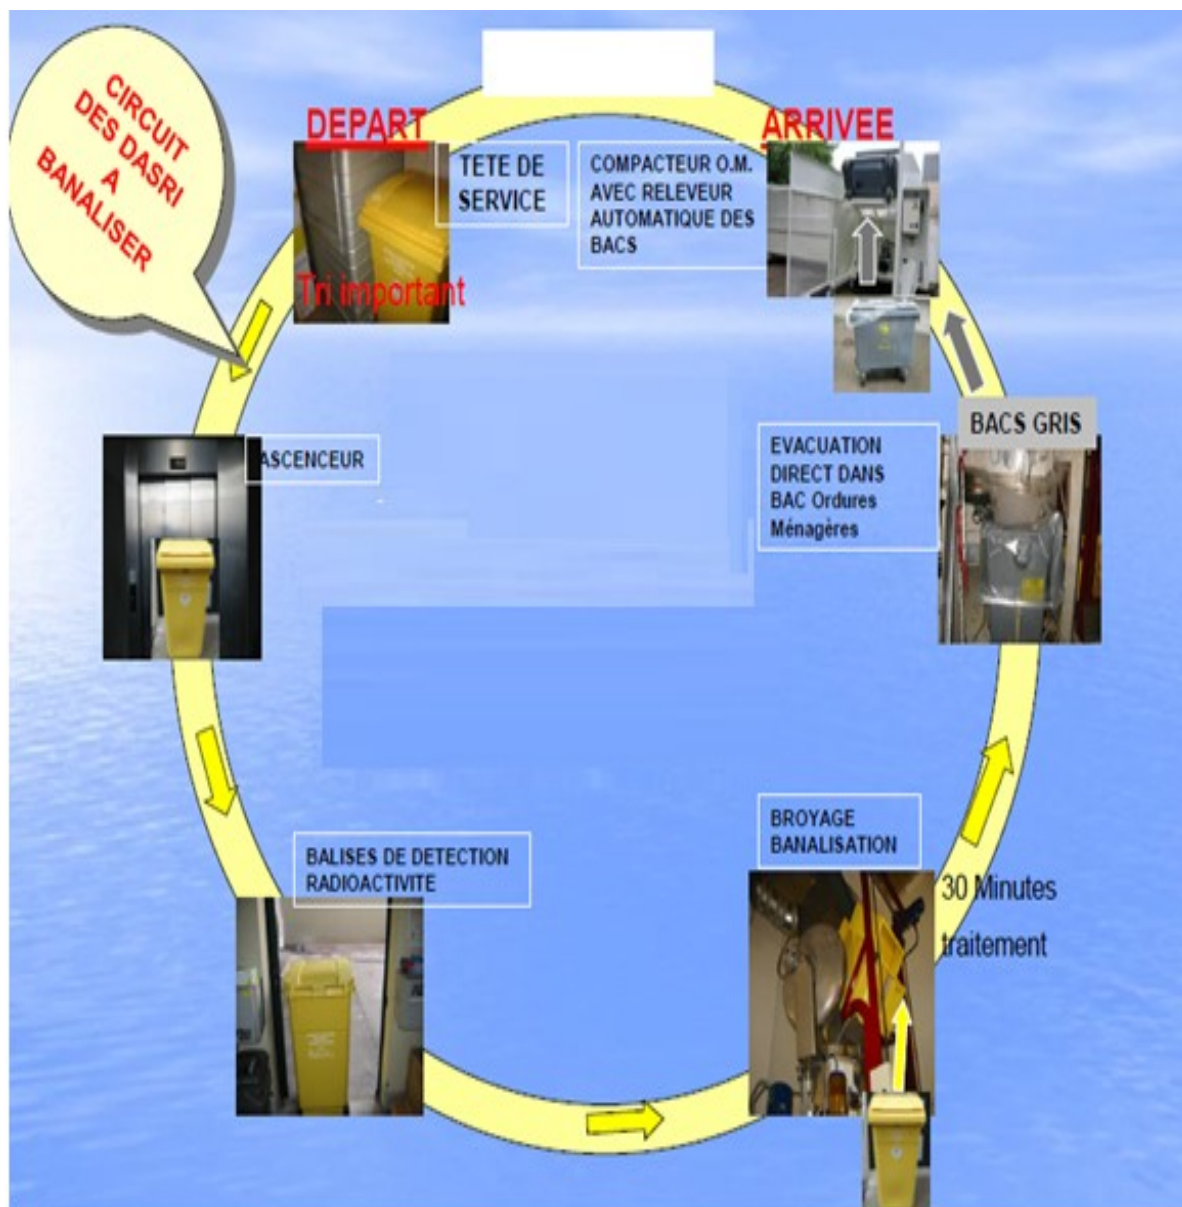 CIRCUIT
DES DASRI
A
BANALISER
DEPART
TETE DE
SERVICE
Tri important
ASCENCEUR
BALISES DE DETECTION
RADIOACTIVITE
BROYAGE
BANALISATION
30 Minutes
traitement
BACS GRIS
EVACUATION
DIRECT DANS
BAC Ordures
Ménagères
ARRIVEE
COMPACTEUR O.M.
AVEC RELEVEUR
AUTOMATIQUE DES
BACS